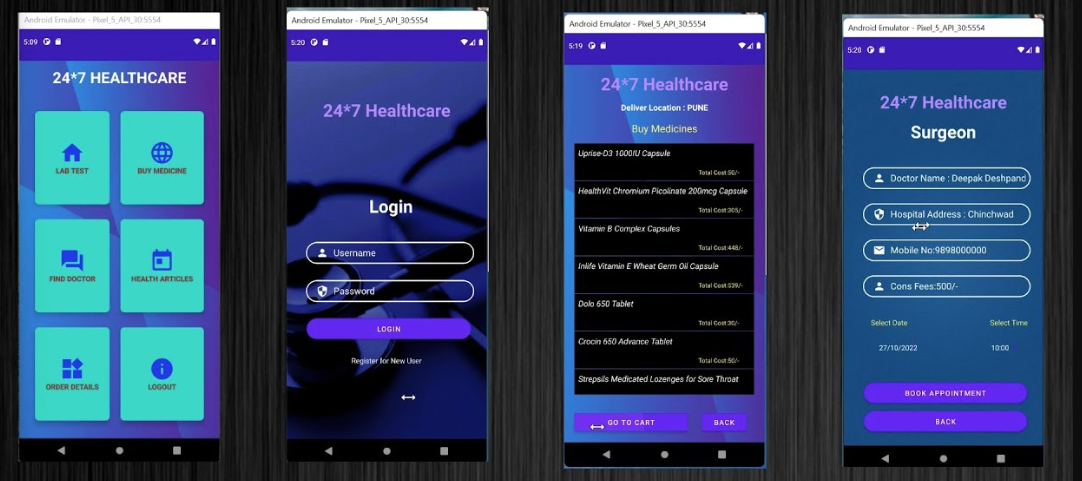 Android Emulator - Pixel_5_API_30:5554
5:09
24*7 HEALTHCARE
LAB TEST
BUY MEDICINE
FIND DOCTOR
HEALTH ARTICLES
ORDER DETAILS
LOGOUT
Android Emulator - Pixel_5_API_30:5554
5:20
24*7 Healthcare
Login
Username
Password
LOGIN
Register for New User
Android Emulator - Pixel_5_API_30:5554
5:19
24*7 Healthcare
Deliver Location : PUNE
Buy Medicines
Uprise-D3 1000IU Capsule
Total Cost:50/-
HealthVit Chromium Picolinate 200mcg Capsule
Total Cost:305/-
Vitamin B Complex Capsules
Total Cost:448/-
Inlife Vitamin E Wheat Germ Oil Capsule
Total Cost:539/-
Dolo 650 Tablet
Total Cost:30/-
Crocin 650 Advance Tablet
Total Cost:50/-
Strepsils Medicated Lozenges for Sore Throat
GO TO CART
BACK
Android Emulator - Pixel_5_API_30:5554
5:20
24*7 Healthcare
Surgeon
Doctor Name : Deepak Deshpand
Hospital Address : Chinchwad
Mobile No:9898000000
Cons Fees:500/-
Select Date
Select Time
27/10/2022
10:00
BOOK APPOINTMENT
BACK